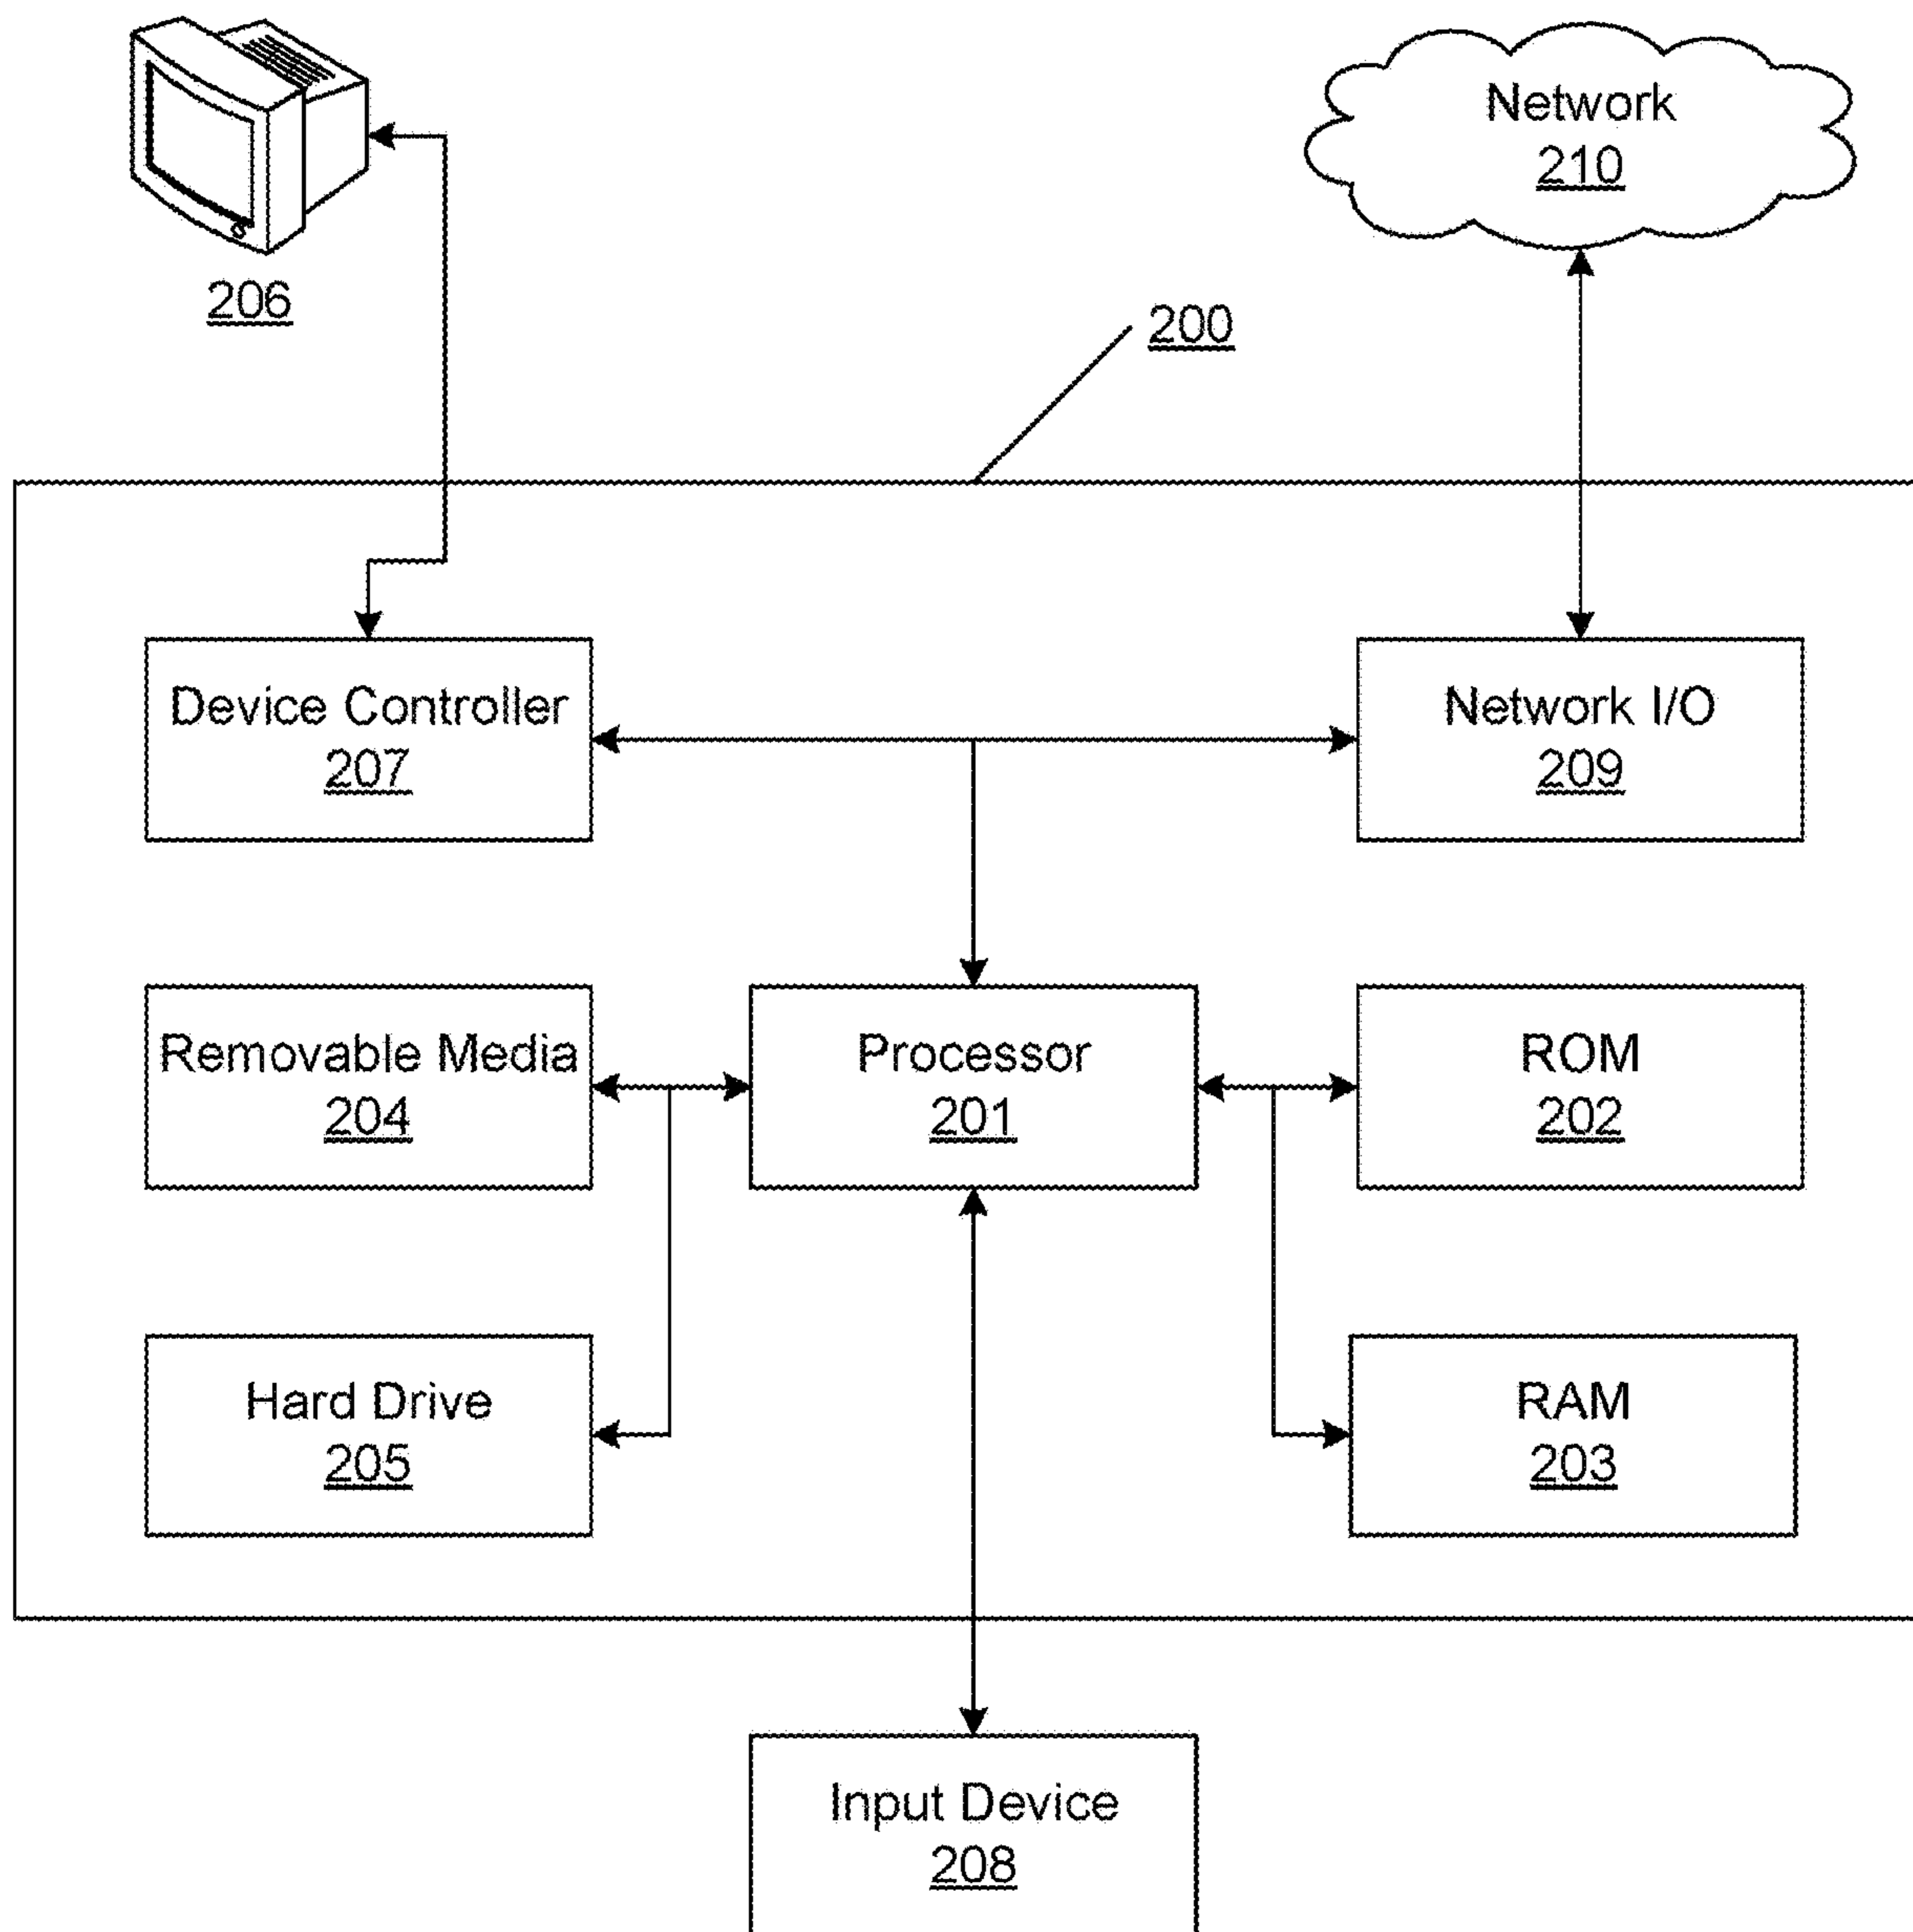 Network
210
206
200
Device Controller
207
Network I/O
209
Removable Media
204
Processor
201
ROM
202
Hard Drive
205
RAM
203
Input Device
208